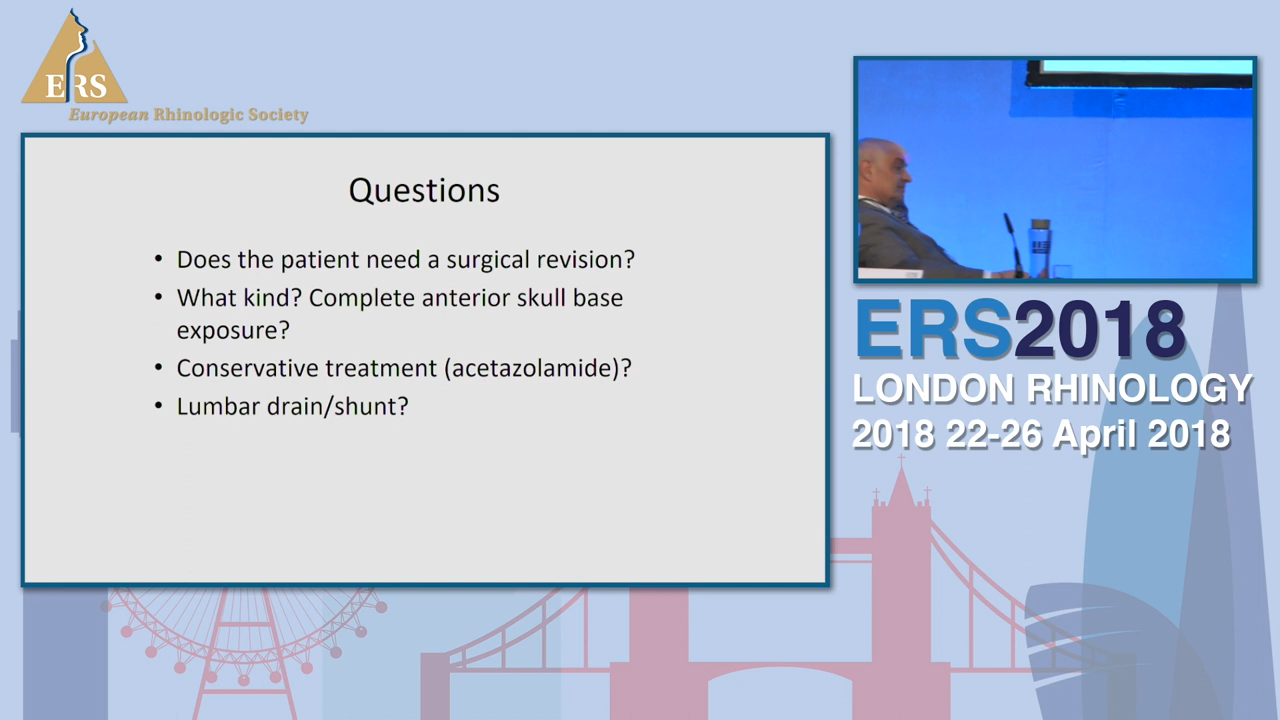 ERS
European Rhinologic Society
Questions
• Does the patient need a surgical revision?
• What kind? Complete anterior skull base
exposure?
• Conservative treatment (acetazolamide)?
• Lumbar drain/shunt?
ERS2018
LONDON RHINOLOGY
2018 22-26 April 2018